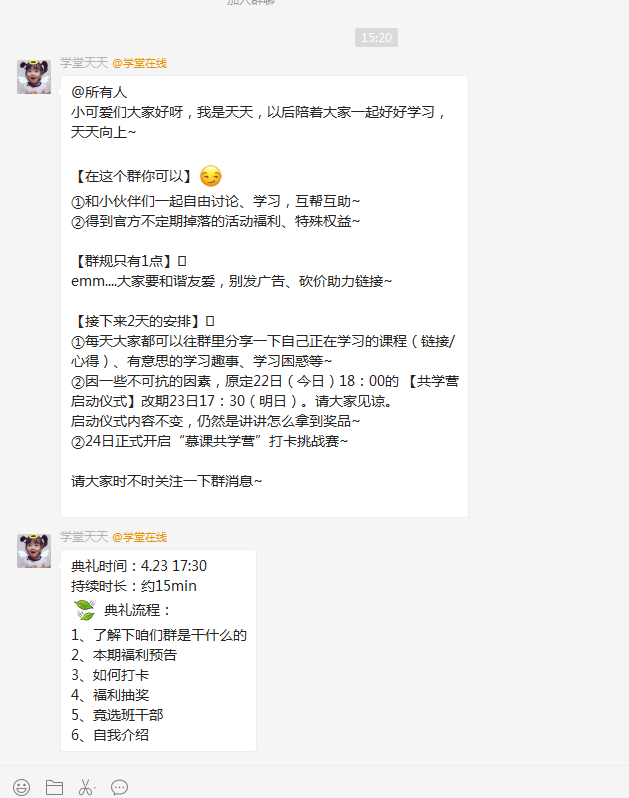 加入群聊
15:20
学堂天天 @学堂在线
@所有人
小可爱们大家好呀，我是天天，以后陪着大家一起好好学习，
天天向上~
【在这个群你可以】
①和小伙伴们一起自由讨论、学习，互帮互助~
②得到官方不定期掉落的活动福利、特殊权益~
【群规只有1点】
emm....大家要和谐友爱，别发广告、砍价助力链接~
【接下来2天的安排】
①每天大家都可以往群里分享一下自己正在学习的课程（链接/
心得）、有意思的学习趣事、学习困惑等~
②因一些不可抗的因素，原定22日（今日）18：00的 【共学营
启动仪式】改期23日17：30（明日）。请大家见谅。
启动仪式内容不变，仍然是讲讲怎么拿到奖品~
②24日正式开启“慕课共学营”打卡挑战赛~
请大家时不时关注一下群消息~
学堂天天 @学堂在线
典礼时间：4.23 17:30
持续时长：约15min
典礼流程：
1、了解下咱们群是干什么的
2、本期福利预告
3、如何打卡
4、福利抽奖
5、竟选班干部
6、自我介绍